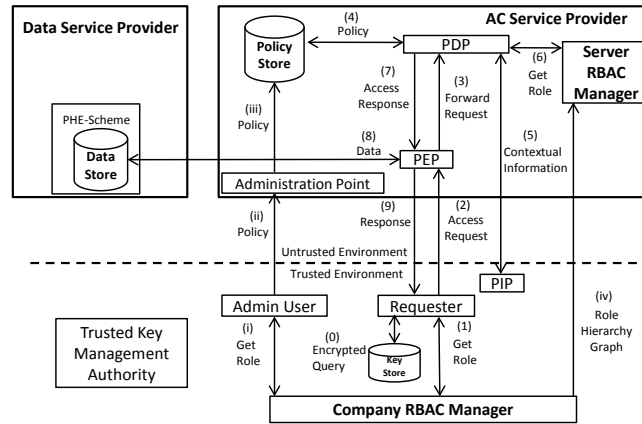 Data Service Provider
AC Service Provider
PHE-Scheme
Data
Store
Policy
Store
(4)
Policy
PDP
(6)
Get
Role
Server
RBAC
Manager
(7)
Access
Response
(3)
Forward
Request
(iii)
Policy
(5)
Contextual
Information
(8)
Data
PEP
Administration Point
(ii)
Policy
(9)
Response
(2)
Access
Request
Untrusted Environment
Trusted Environment
PIP
Admin User
Requester
(iv)
Role
Hierarchy
Graph
Trusted Key
Management
Authority
(i)
Get
Role
(0)
Encrypted
Query
Key
Store
(1)
Get
Role
Company RBAC Manager